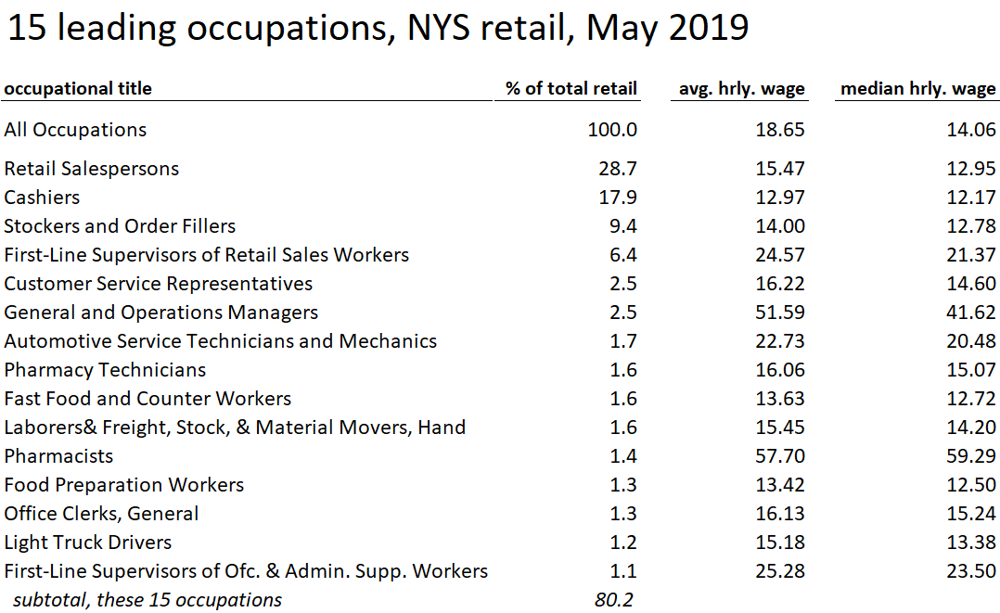 15 leading occupations, NYS retail, May 2019
occupational title % of total retail avg. hrly. wage median hrly. wage
All Occupations 100.0 18.65 14.06
Retail Salespersons 28.7 15.47 12.95
Cashiers 17.9 12.97 12.17
Stockers and Order Fillers 9.4 14.00 12.78
First-Line Supervisors of Retail Sales Workers 6.4 24.57 21.37
Customer Service Representatives 2.5 16.22 14.60
General and Operations Managers 2.5 51.59 41.62
Automotive Service Technicians and Mechanics 1.7 22.73 20.48
Pharmacy Technicians 1.6 16.06 15.07
Fast Food and Counter Workers 1.6 13.63 12.72
Laborers& Freight, Stock, & Material Movers, Hand 1.6 15.45 14.20
Pharmacists 1.4 57.70 59.29
Food Preparation Workers 1.3 13.42 12.50
Office Clerks, General 1.3 16.13 15.24
Light Truck Drivers 1.2 15.18 13.38
First-Line Supervisors of Ofc. & Admin. Supp. Workers 1.1 25.28 23.50
subtotal, these 15 occupations 80.2